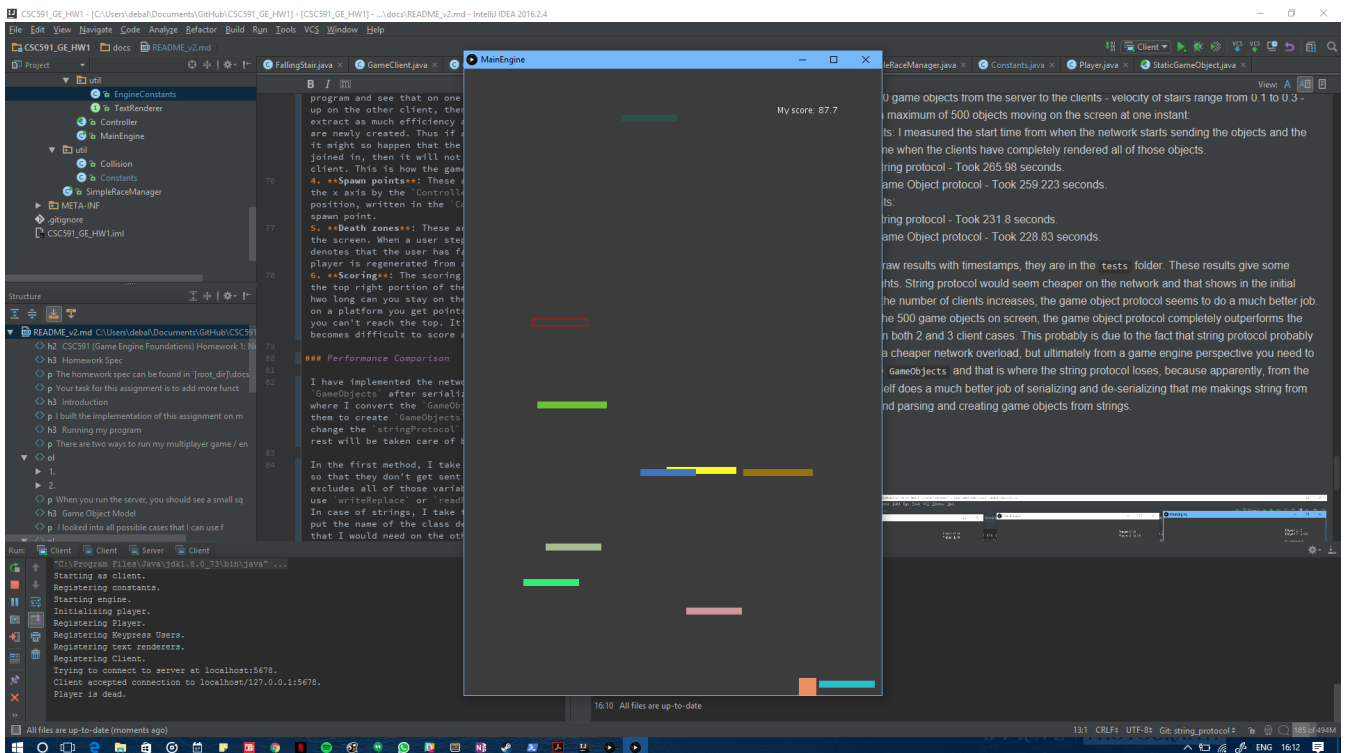 CSC591_GE_HW1 - [C:\Users\debal\Documents\GitHub\CSC591_GE_HW1] - [CSC591_GE_HW1] - ...\docs\README_v2.md - IntelliJ IDEA 2016.2.4
File Edit View Navigate Code Analyze Refactor Build Run Tools VCS Window Help
CSC591_GE_HW1 docs README_v2.md Client
Project FallingStair.java GameClient.java MainEngine leRaceManager.java Constants.java Player.java StaticGameObject.java
util
EngineConstants
TextRenderer
Controller
MainEngine
util
Collision
Constants
SimpleRaceManager
META-INF
.gitignore
CSC591_GE_HW1.iml
Structure
README_v2.md C:\Users\debal\Documents\GitHub\CSC591
h2 CSC591 (Game Engine Foundations) Homework 1:
h3 Homework Spec
p The homework spec can be found in '[root_dir]\docs
p Your task for this assignment is to add more funct
h3 Introduction
p I built the implementation of this assignment on m
h3 Running my program
p There are two ways to run my multiplayer game / en
ol
1.
2.
p When you run the server, you should see a small sq
h3 Game Object Model
p I looked into all possible cases that I can use f
B I
program and see that on one
up on the other client, ther
extract as much efficiency a
are newly created. Thus if a
it might so happen that the
joined in, then it will not
client. This is how the game
76 4. **Spawn points**: These a
the x axis by the `Controlle
position, written in the `Co
spawn point.
77 5. **Death zones**: These ar
the screen. When a user step
denotes that the user has fa
player is regenerated from a
78 6. **Scoring**: The scoring
the top right portion of the
hwo long can you stay on the
on a platform you get points
you can't reach the top. It'
becomes difficult to score a
79
80 ### Performance Comparison
81
82 I have implemented the netwo
`GameObjects` after serializ
where I convert the `GameObj
them to create `GameObjects
change the `stringProtocol`
rest will be taken care of b
83
84 In the first method, I take
so that they don't get sent
excludes all of those variab
use `writeReplace` or `readR
In case of strings, I take t
put the name of the class de
that I would need on the oth
My score: 87.7
View:
0 game objects from the server to the clients - velocity of stairs range from 0.1 to 0.3 -
maximum of 500 objects moving on the screen at one instant:
ts: I measured the start time from when the network starts sending the objects and the
me when the clients have completely rendered all of those objects.
tring protocol - Took 265.98 seconds.
ame Object protocol - Took 259.223 seconds.
ts:
tring protocol - Took 231.8 seconds.
ame Object protocol - Took 228.83 seconds.
raw results with timestamps, they are in the tests folder. These results give some
hts. String protocol would seem cheaper on the network and that shows in the initial
the number of clients increases, the game object protocol seems to do a much better job.
he 500 game objects on screen, the game object protocol completely outperforms the
n both 2 and 3 client cases. This probably is due to the fact that string protocol probably
a cheaper network overload, but ultimately from a game engine perspective you need to
GameObjects and that is where the string protocol loses, because apparently, from the
elf does a much better job of serializing and de-serializing that me makings string from
nd parsing and creating game objects from strings.
Run: Client Client Server Client
"C:\Program Files\Java\jdk1.8.0_73\bin\java" ...
Starting as client.
Registering constants.
Starting engine.
Initializing player.
Registering Player.
Registering Keypress Users.
Registering text renderers.
Registering Client.
Trying to connect to server at localhost:5678.
Client accepted connection to localhost/127.0.0.1:5678.
Player is dead.
16:10 All files are up-to-date
All files are up-to-date (moments ago) 13:1 CRLF UTF-8 Git: string_protocol 185 of 494M
ENG 16:12